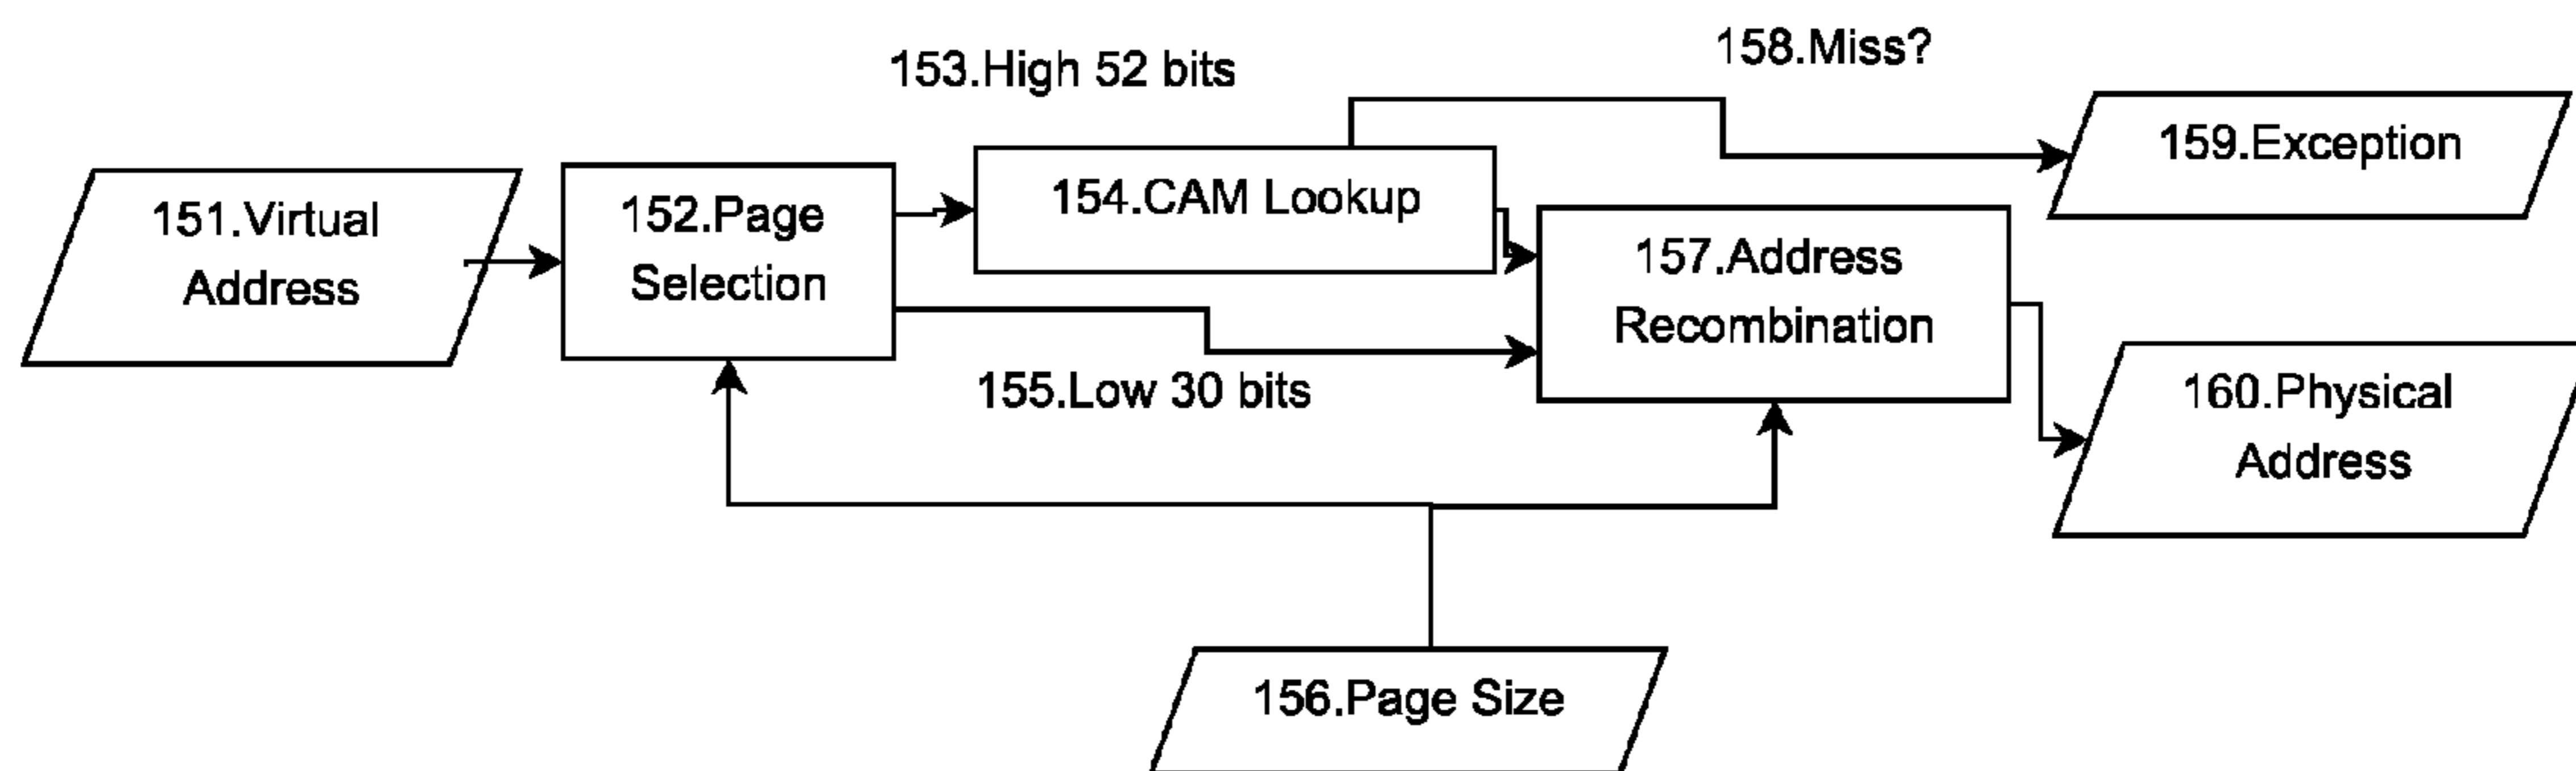 153.High 52 bits
158.Miss?
159.Exception
151.Virtual
Address
152.Page
Selection
154.CAM Lookup
157.Address
Recombination
155.Low 30 bits
160.Physical
Address
156.Page Size